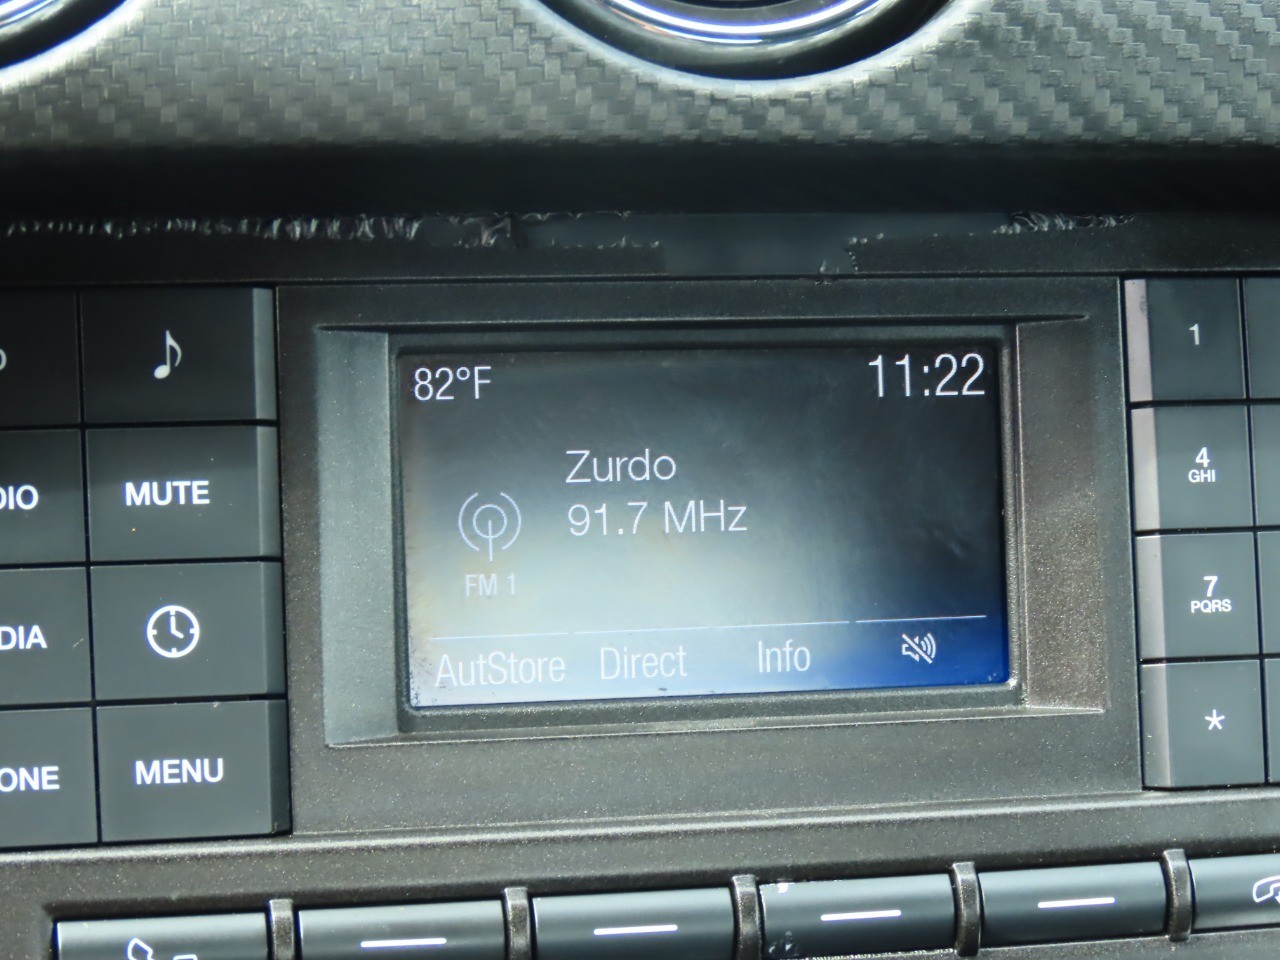 82°F
11:22
Zurdo
91.7 MHz
FM 1
AutStore Direct Info
MUTE
DIO
DIA
ONE
MENU
1
4
GHI
7
PQRS
*